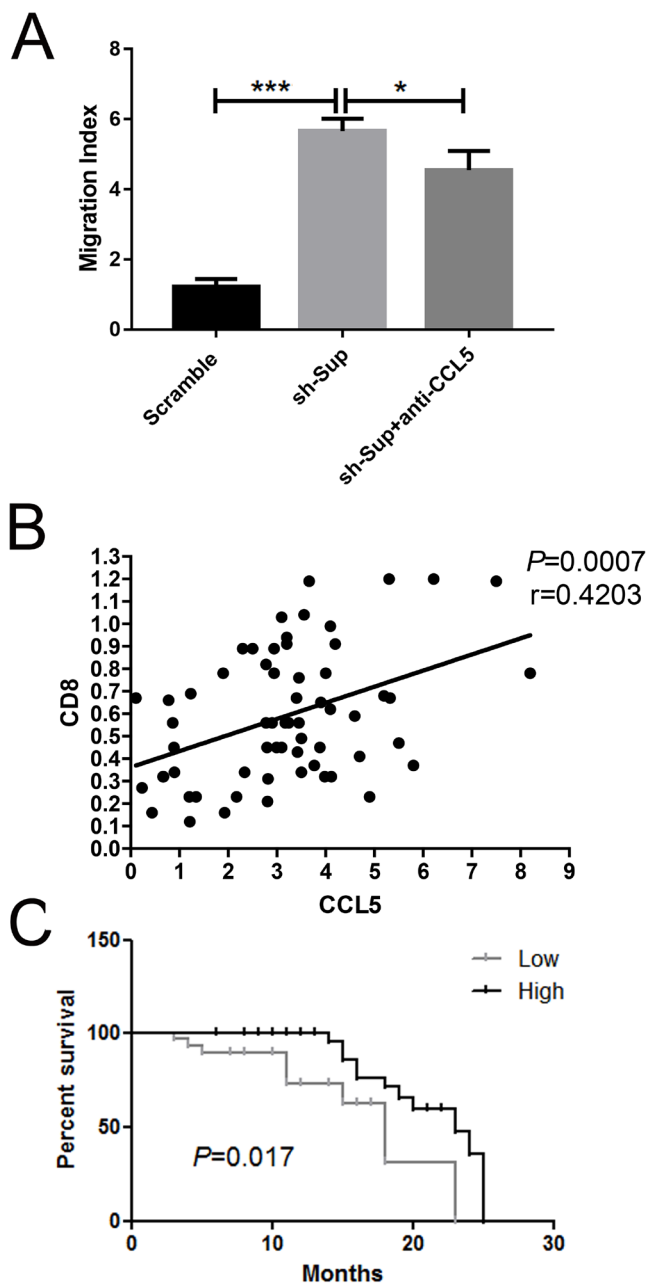 A
8
6
4
2
0
Migration Index
***
*
Scramble
sh-Sup
sh-Sup+anti-CCL5
B
1.3
1.2
1.1
1.0
0.9
0.8
0.7
0.6
0.5
0.4
0.3
0.2
0.1
0.0
CD8
P=0.0007
r=0.4203
0 1 2 3 4 5 6 7 8 9
CCL5
C
150
100
50
0
Percent survival
Low
High
P=0.017
0 10 20 30
Months